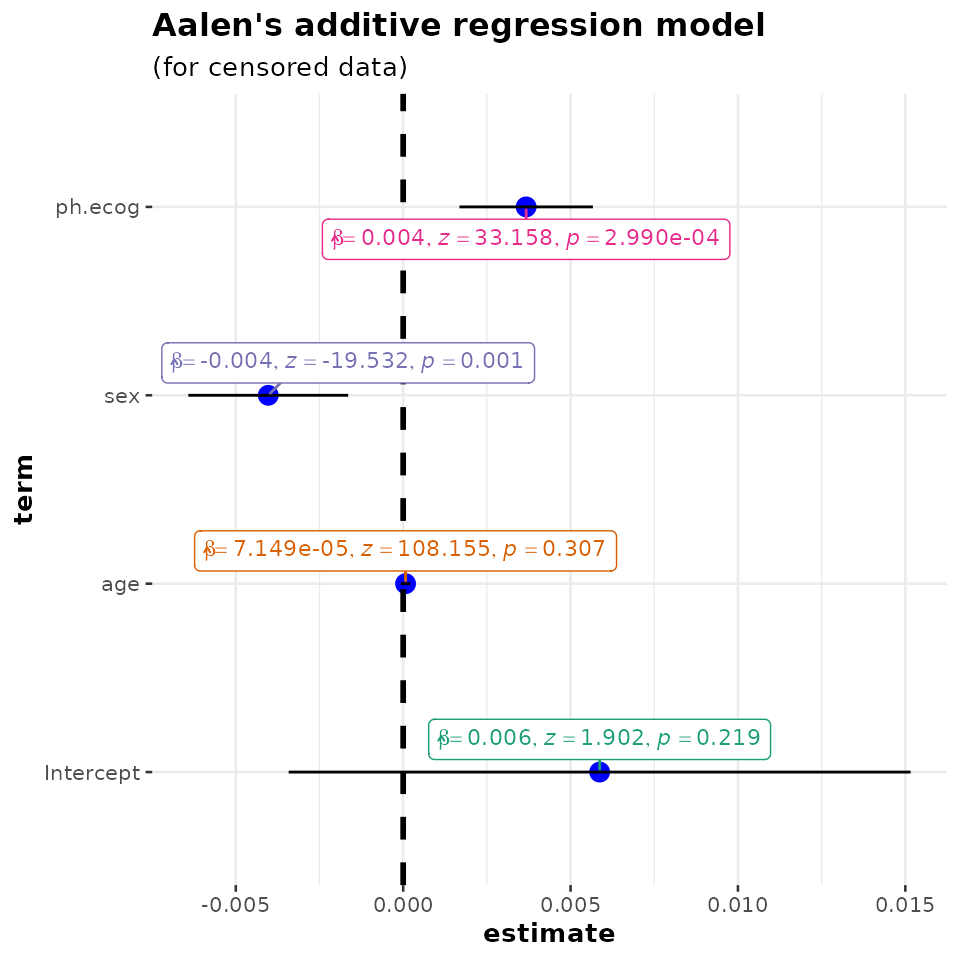 Aalen's additive regression model
(for censored data)
ph.ecog
β̂ = 0.004, z = 33.158, p = 2.990e-04
β̂ = -0.004, z = -19.532, p = 0.001
sex
term
β̂ = 7.149e-05, z = 108.155, p = 0.307
age
β̂ = 0.006, z = 1.902, p = 0.219
Intercept
-0.005 0.000 0.005 0.010 0.015
estimate